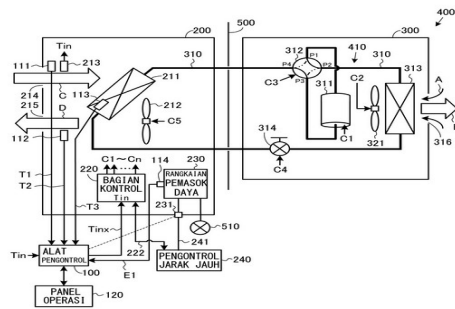 400
200
500
300
111
Tin
213
113
310
211
312
P1
P4
P2
P3
410
310
313
C3
C2
311
A
B
214
215
C
D
212
C5
314
C1
321
C4
316
112
C1~Cn
114
230
220
BAGIAN
KONTROL
Tin
RANGKAIAN
PEMASOK
DAYA
T1
T2
T3
231
510
Tinx
222
241
Tin
ALAT
PENGONTROL
100
E1
PENGONTROL
JARAK JAUH
240
PANEL
OPERASI
120